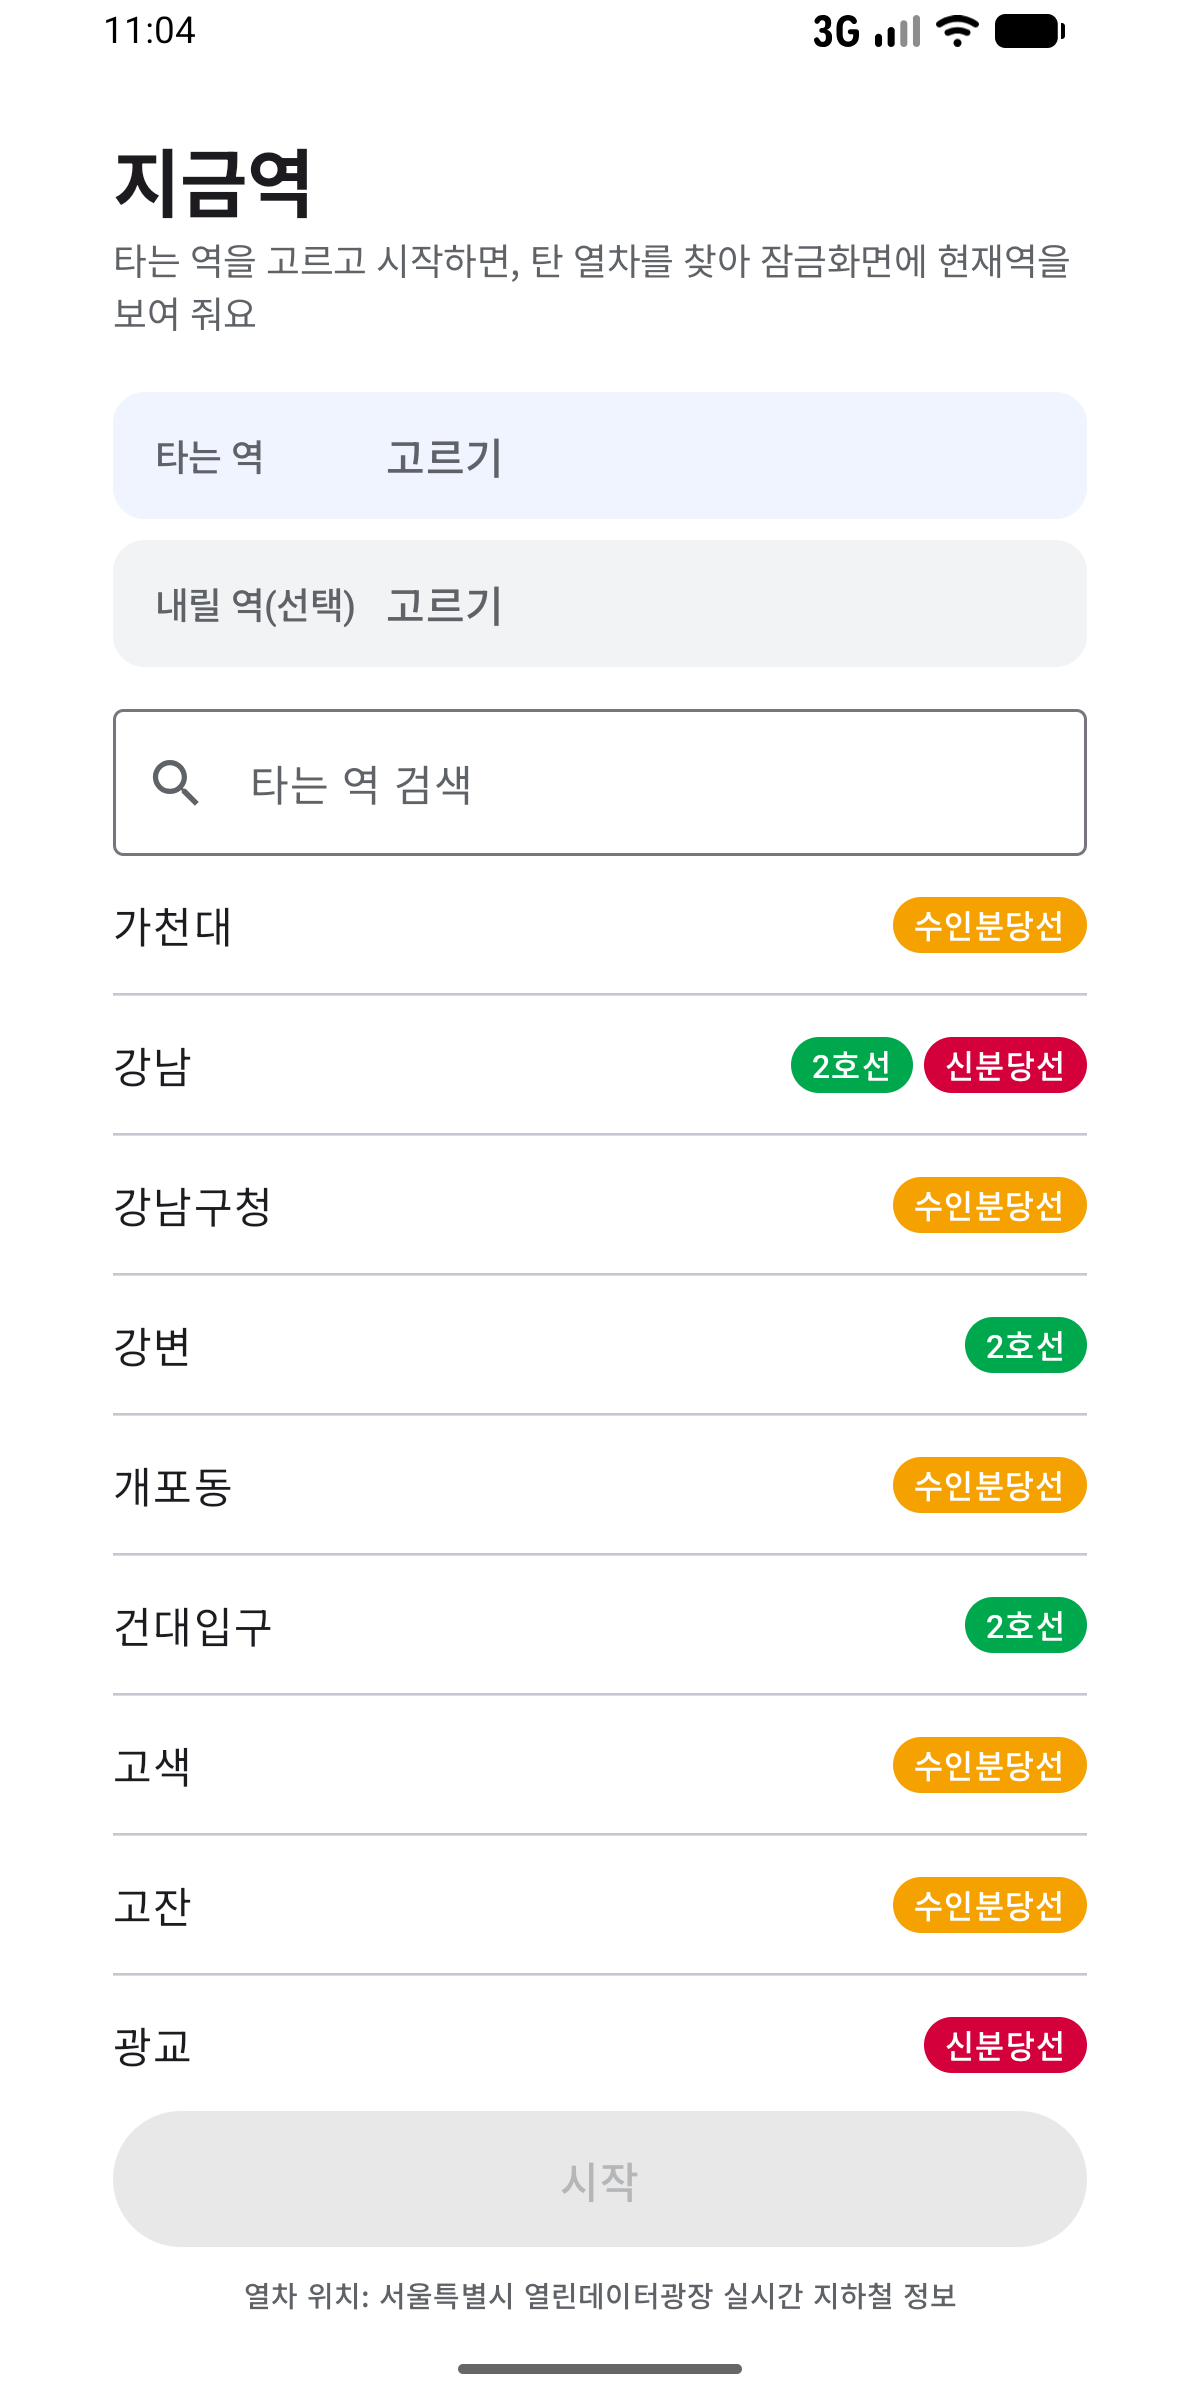 11:04
3G
지금역
타는 역을 고르고 시작하면, 탄 열차를 찾아 잠금화면에 현재역을
보여 줘요
타는 역 고르기
내릴 역(선택) 고르기
타는 역 검색
가천대 수인분당선
강남 2호선 신분당선
강남구청 수인분당선
강변 2호선
개포동 수인분당선
건대입구 2호선
고색 수인분당선
고잔 수인분당선
광교 신분당선
시작
열차 위치: 서울특별시 열린데이터광장 실시간 지하철 정보